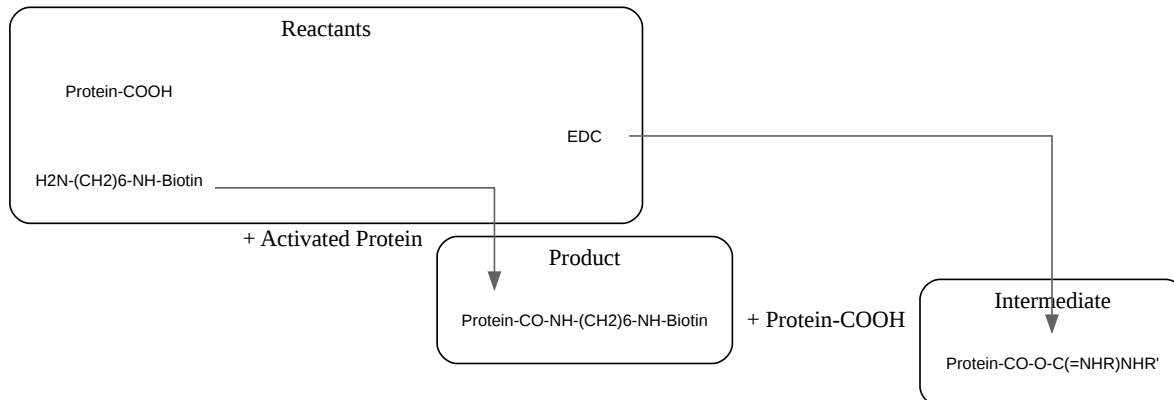 Reactants
Protein-COOH
EDC
H2N-(CH2)6-NH-Biotin
+ Activated Protein
Product
Protein-CO-NH-(CH2)6-NH-Biotin
+ Protein-COOH
Intermediate
Protein-CO-O-C(=NHR)NHR'